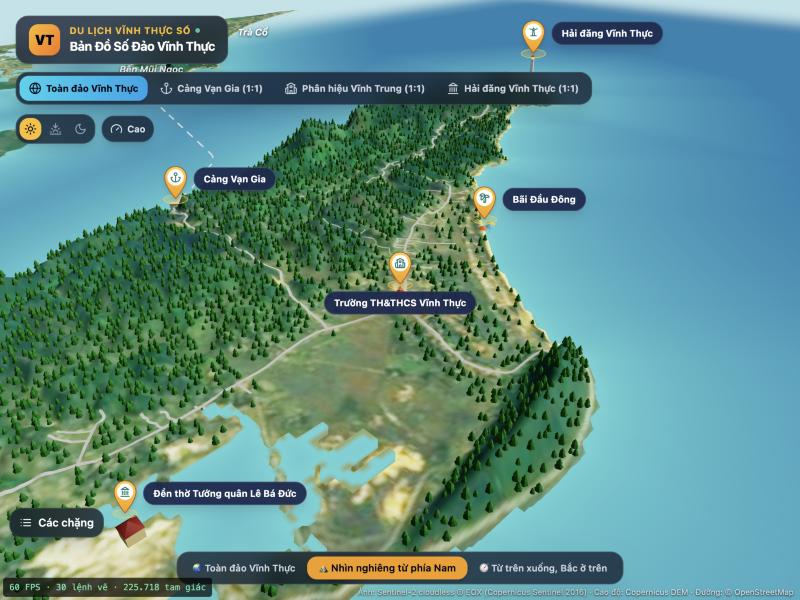 VT
DU LỊCH VĨNH THỰC SỐ
Bản Đồ Số Đảo Vĩnh Thực
Trà Cổ
Hải đăng Vĩnh Thực
Bến Mũi Ngọc
Toàn đảo Vĩnh Thực
Cảng Vạn Gia (1:1)
Phân hiệu Vĩnh Trung (1:1)
Hải đăng Vĩnh Thực (1:1)
Cao
Cảng Vạn Gia
Bãi Đầu Đông
Trường TH&THCS Vĩnh Thực
Đền thờ Tướng quân Lê Bá Đức
Các chặng
Toàn đảo Vĩnh Thực
Nhìn nghiêng từ phía Nam
Từ trên xuống, Bắc ở trên
60 FPS · 30 lệnh vẽ · 225.718 tam giác
Ảnh: Sentinel-2 cloudless © EOX (Copernicus Sentinel 2016) · Cao độ: Copernicus DEM · Đường: © OpenStreetMap